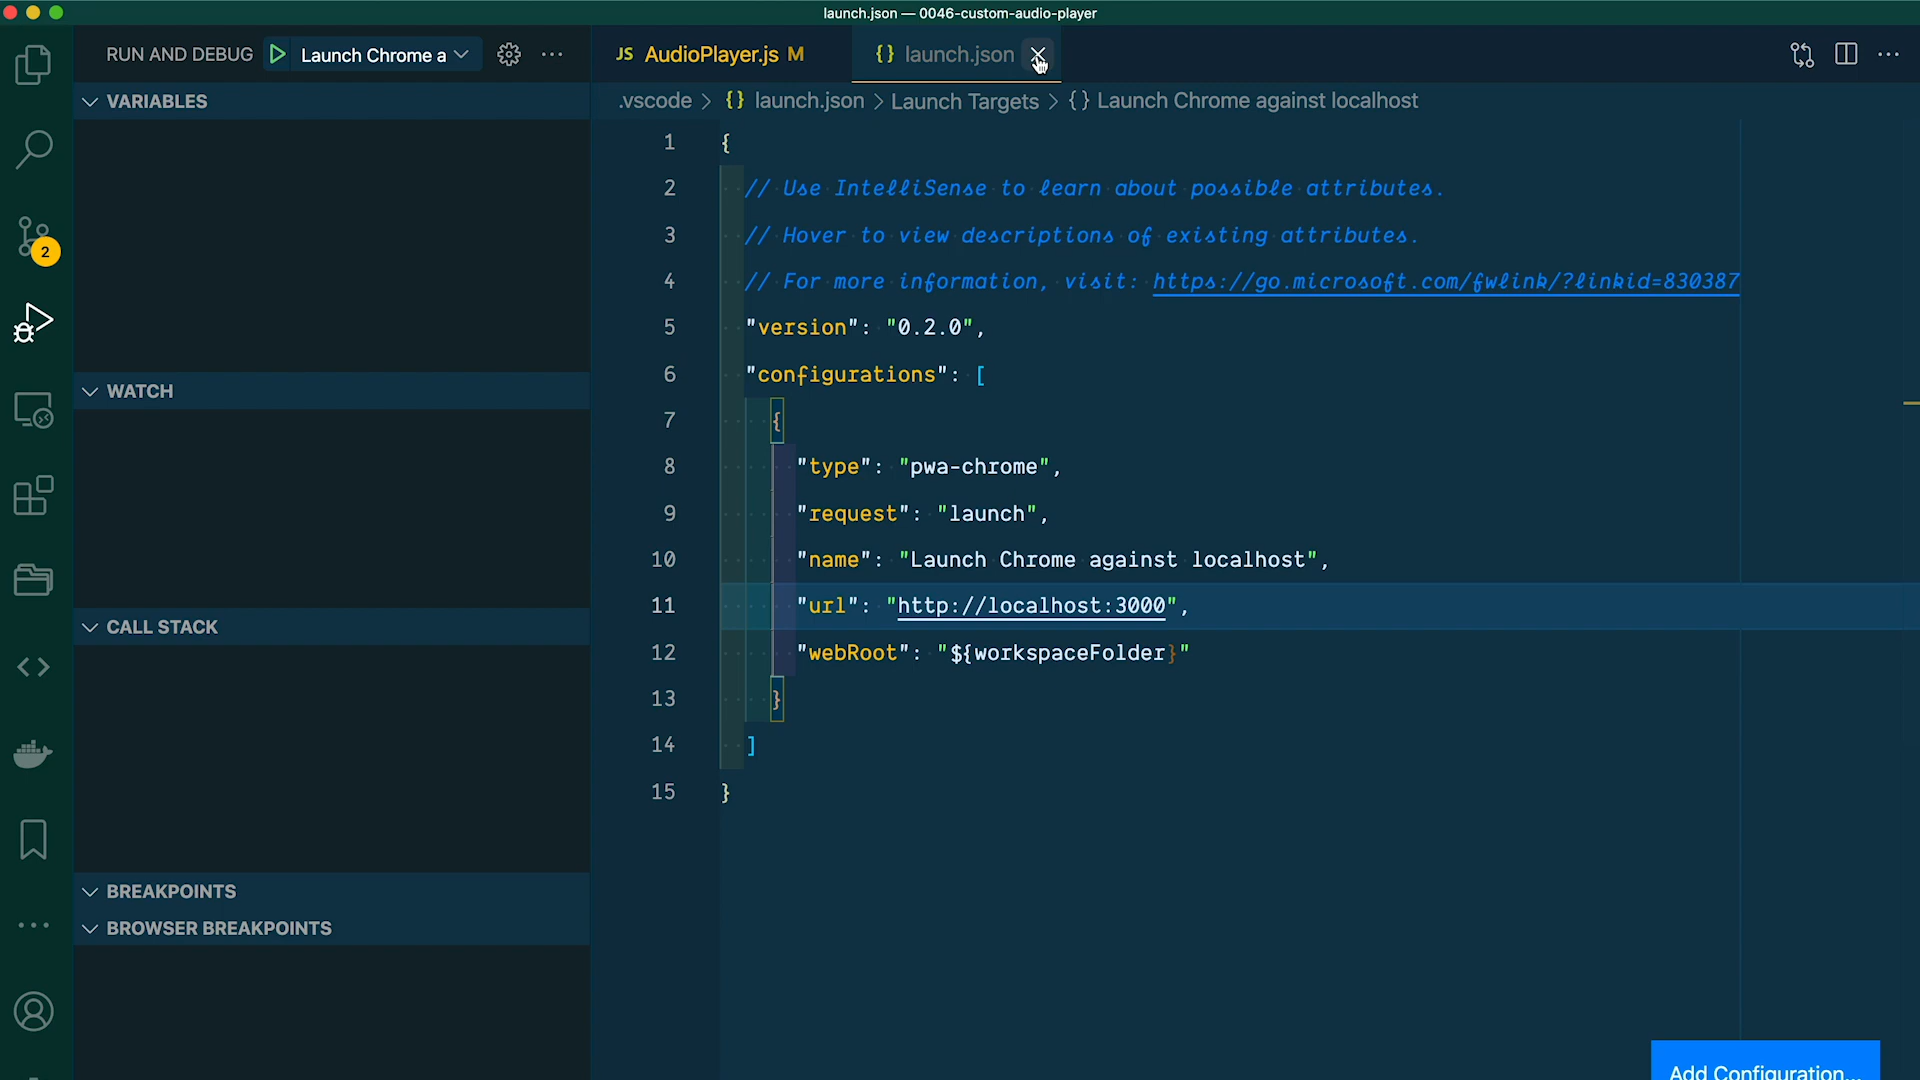 launch.json — 0046-custom-audio-player
RUN AND DEBUG Launch Chrome a
JS AudioPlayer.js M {} launch.json
VARIABLES
.vscode > {} launch.json > Launch Targets > {} Launch Chrome against localhost
1 {
2 // Use IntelliSense to learn about possible attributes.
3 // Hover to view descriptions of existing attributes.
4 // For more information, visit: https://go.microsoft.com/fwlink/?linkid=830387
5 "version": "0.2.0",
6 "configurations": [
7 {
8 "type": "pwa-chrome",
9 "request": "launch",
10 "name": "Launch Chrome against localhost",
11 "url": "http://localhost:3000",
12 "webRoot": "${workspaceFolder}"
13 }
14 ]
15 }
2
WATCH
CALL STACK
BREAKPOINTS
BROWSER BREAKPOINTS
Add Configuration...